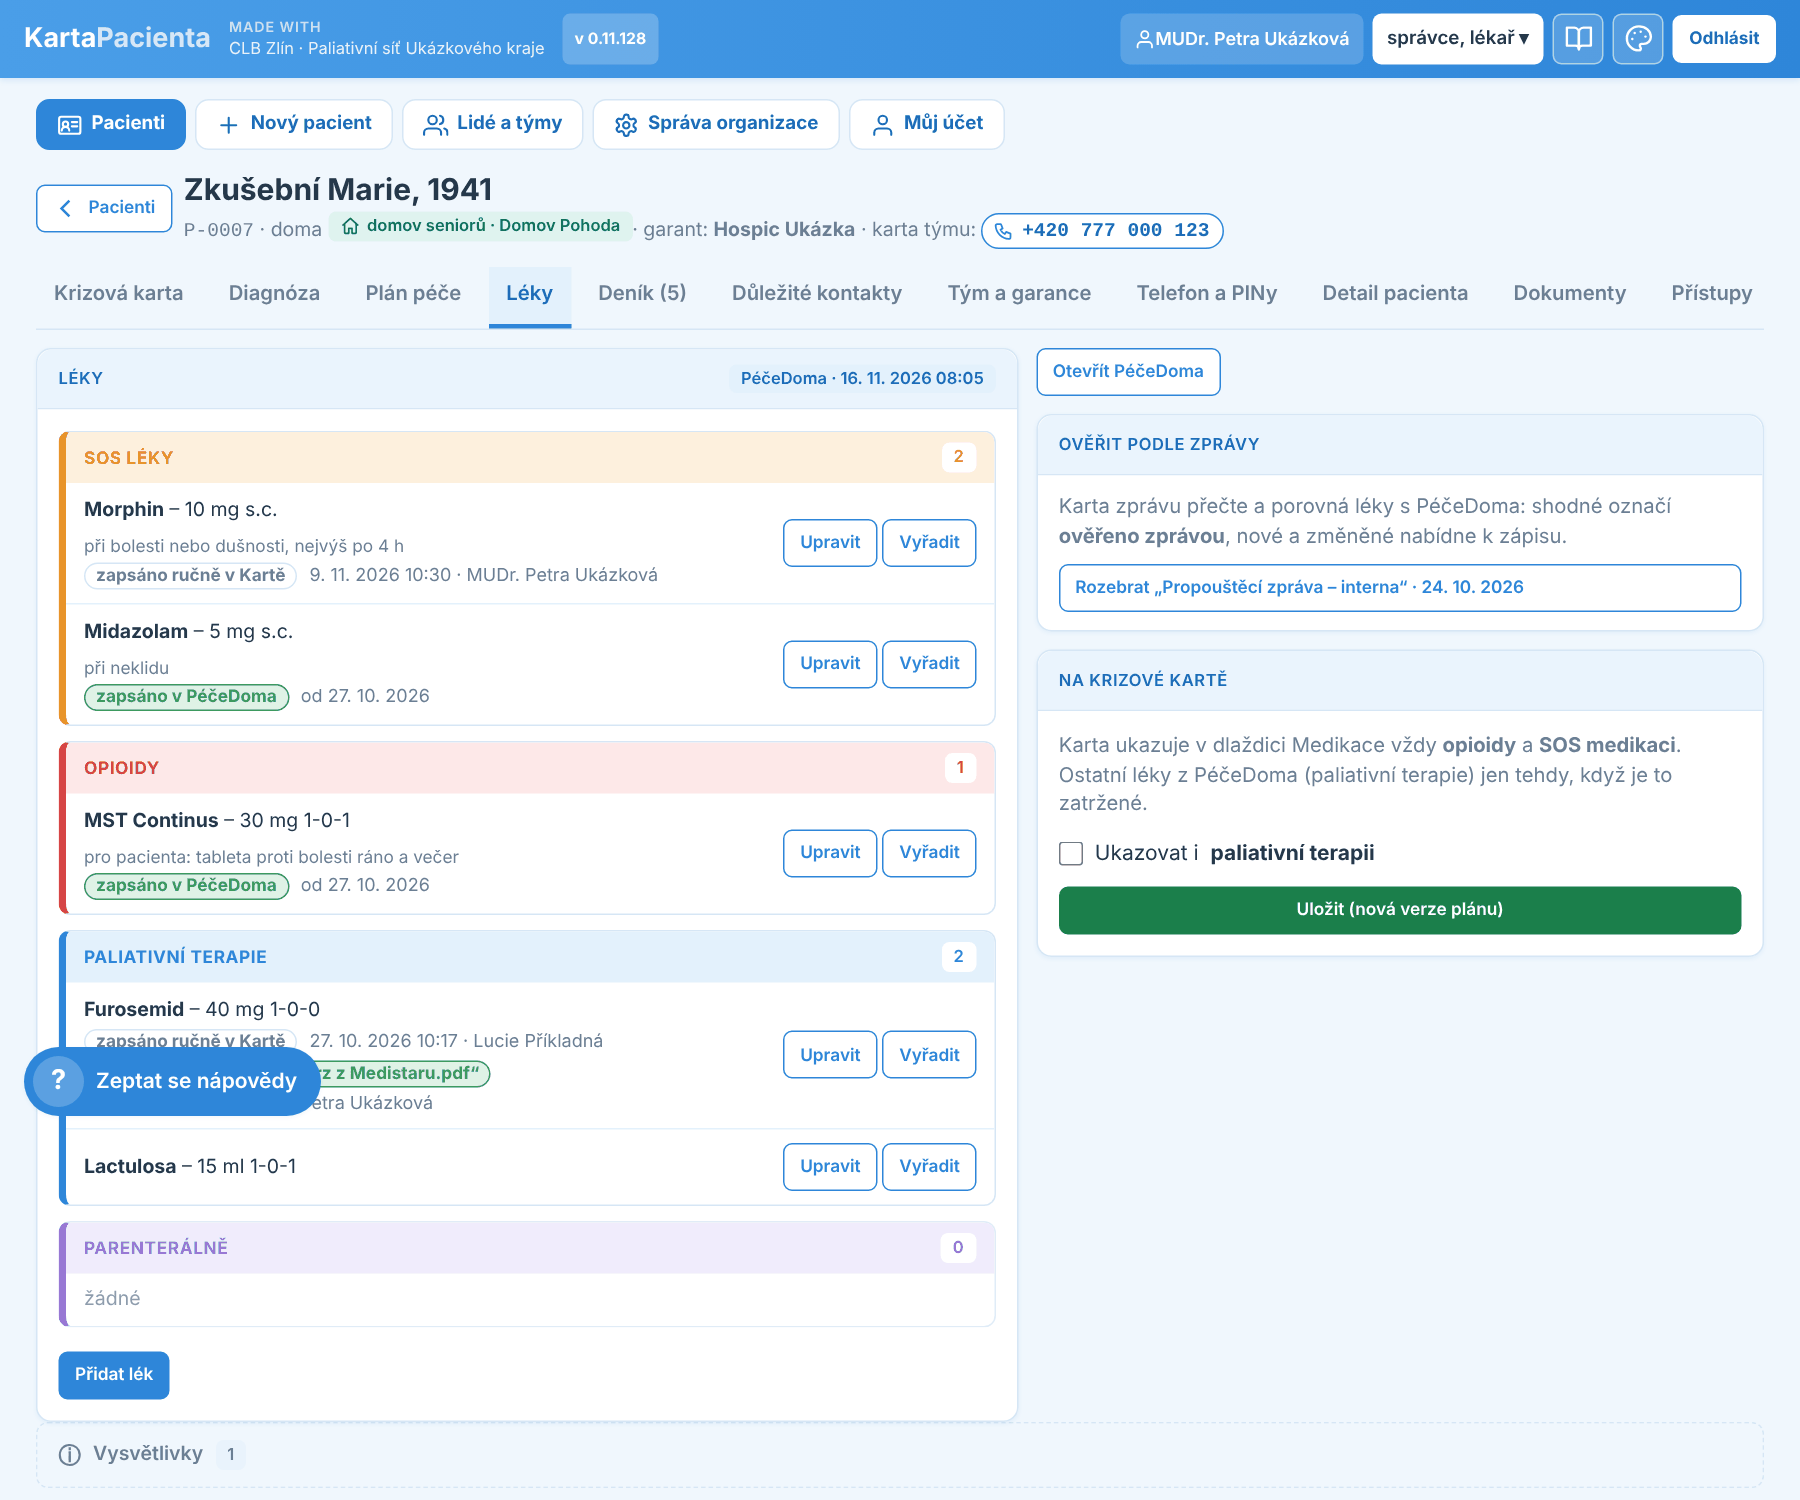 KartaPacienta
MADE WITH
CLB Zlín · Paliativní síť Ukázkového kraje
v 0.11.128
MUDr. Petra Ukázková
správce, lékař ▾
Odhlásit
Pacienti
Nový pacient
Lidé a týmy
Správa organizace
Můj účet
Pacienti
Zkušební Marie, 1941
P-0007 · doma domov seniorů · Domov Pohoda · garant: Hospic Ukázka · karta týmu: +420 777 000 123
Krizová karta
Diagnóza
Plán péče
Léky
Deník (5)
Důležité kontakty
Tým a garance
Telefon a PINy
Detail pacienta
Dokumenty
Přístupy
LÉKY
PéčeDoma · 16. 11. 2026 08:05
SOS LÉKY
2
Morphin – 10 mg s.c.
při bolesti nebo dušnosti, nejvýš po 4 h
zapsáno ručně v Kartě 9. 11. 2026 10:30 · MUDr. Petra Ukázková
Upravit
Vyřadit
Midazolam – 5 mg s.c.
při neklidu
zapsáno v PéčeDoma od 27. 10. 2026
Upravit
Vyřadit
OPIOIDY
1
MST Continus – 30 mg 1-0-1
pro pacienta: tableta proti bolesti ráno a večer
zapsáno v PéčeDoma od 27. 10. 2026
Upravit
Vyřadit
PALIATIVNÍ TERAPIE
2
Furosemid – 40 mg 1-0-0
zapsáno ručně v Kartě 27. 10. 2026 10:17 · Lucie Příkladná
z Medistaru.pdf“
Ukázková
Upravit
Vyřadit
Zeptat se nápovědy
Lactulosa – 15 ml 1-0-1
Upravit
Vyřadit
PARENTERÁLNĚ
0
žádné
Přidat lék
Otevřít PéčeDoma
OVĚŘIT PODLE ZPRÁVY
Karta zprávu přečte a porovná léky s PéčeDoma: shodné označí
ověřeno zprávou, nové a změněné nabídne k zápisu.
Rozebrat „Propouštěcí zpráva – interna“ · 24. 10. 2026
NA KRIZOVÉ KARTĚ
Karta ukazuje v dlaždici Medikace vždy opioidy a SOS medikaci.
Ostatní léky z PéčeDoma (paliativní terapie) jen tehdy, když je to
zatržené.
Ukazovat i paliativní terapii
Uložit (nová verze plánu)
Vysvětlivky 1